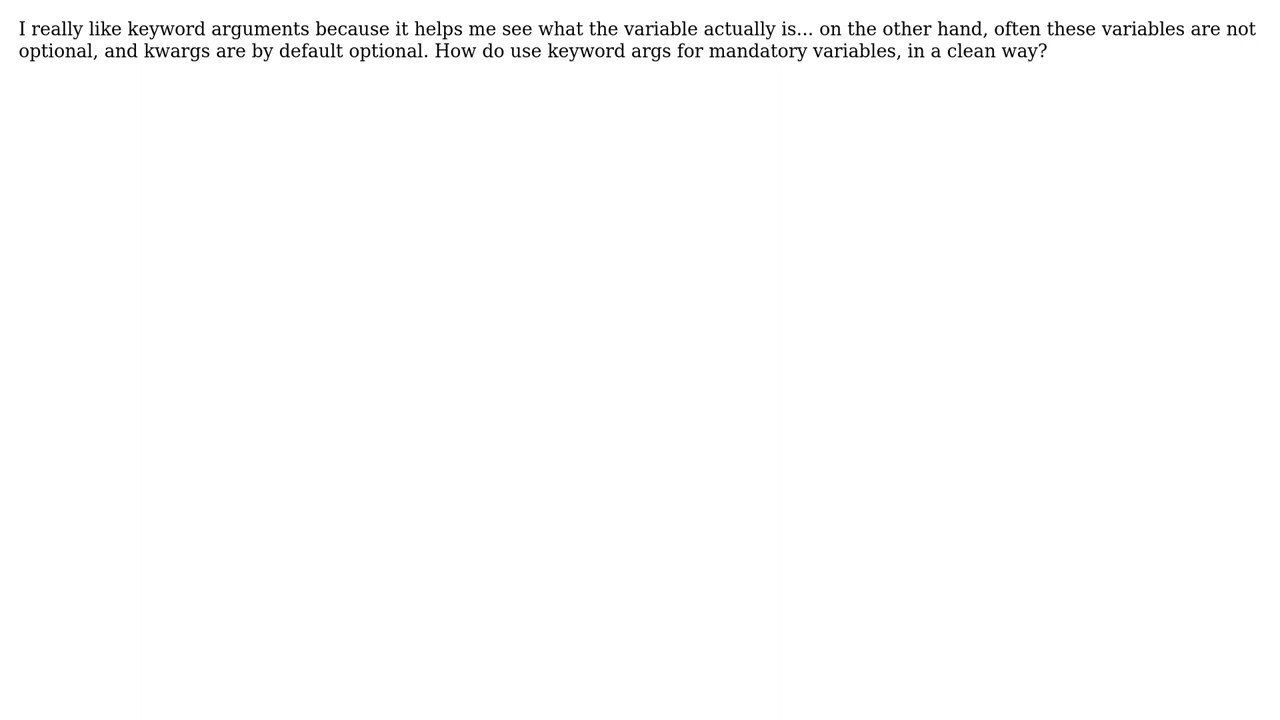 I really like keyword arguments because it helps me see what the variable actually is... on the other hand, often these variables are not
optional, and kwargs are by default optional. How do use keyword args for mandatory variables, in a clean way?